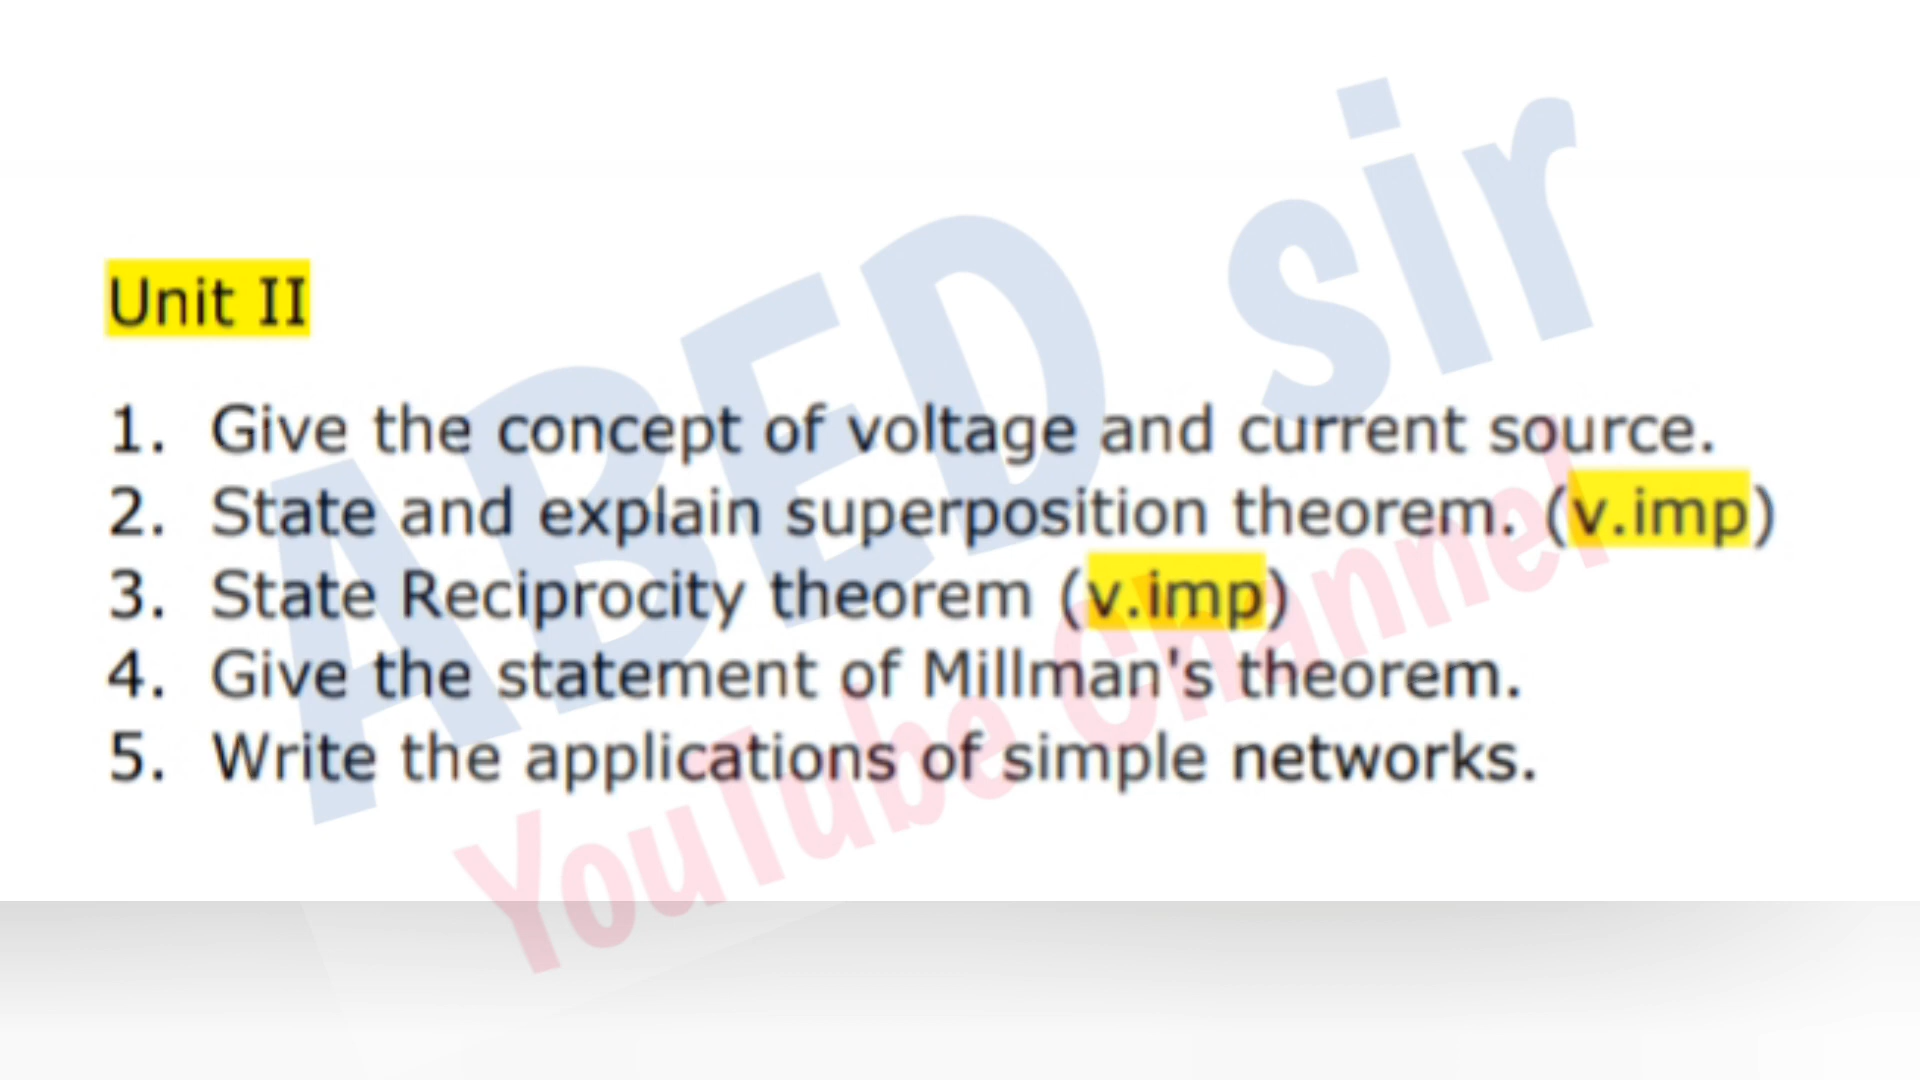 ABED sir
YouTube Channel
Unit II
1. Give the concept of voltage and current source.
2. State and explain superposition theorem. (v.imp)
3. State Reciprocity theorem (v.imp)
4. Give the statement of Millman's theorem.
5. Write the applications of simple networks.